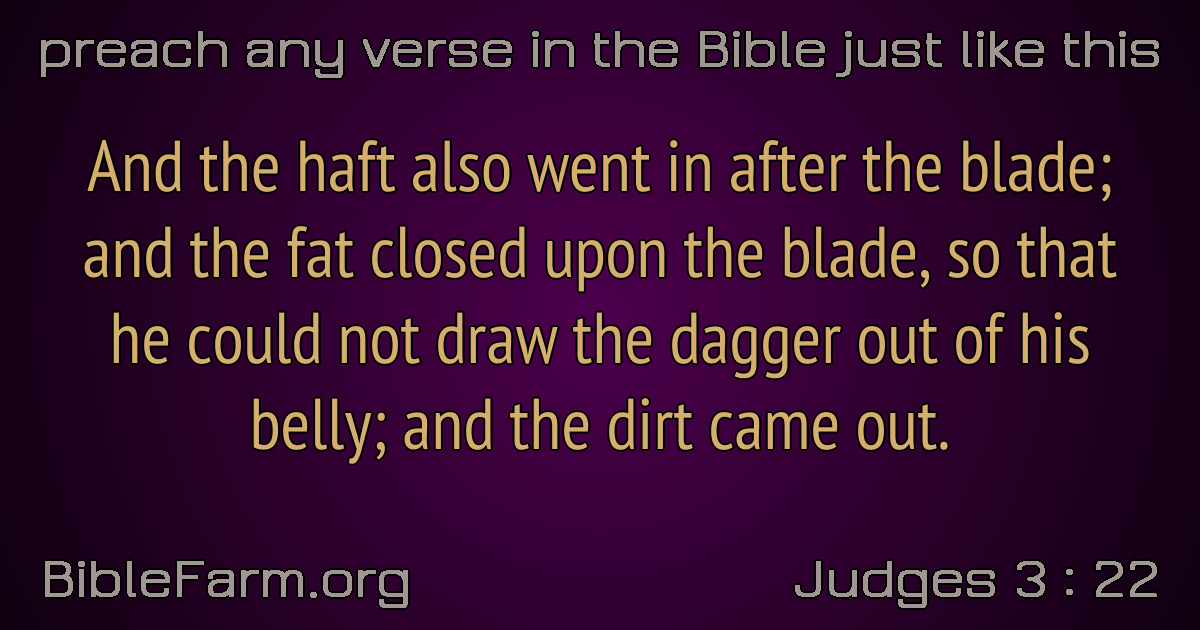 preach any verse in the Bible just like this
And the haft also went in after the blade;
and the fat closed upon the blade, so that
he could not draw the dagger out of his
belly; and the dirt came out.
BibleFarm.org
Judges 3 : 22